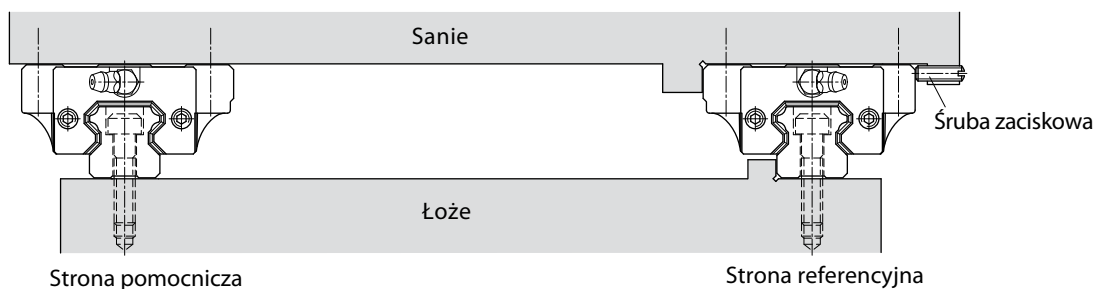 Sanie
Śruba zaciskowa
Łoże
Strona pomocnicza
Strona referencyjna